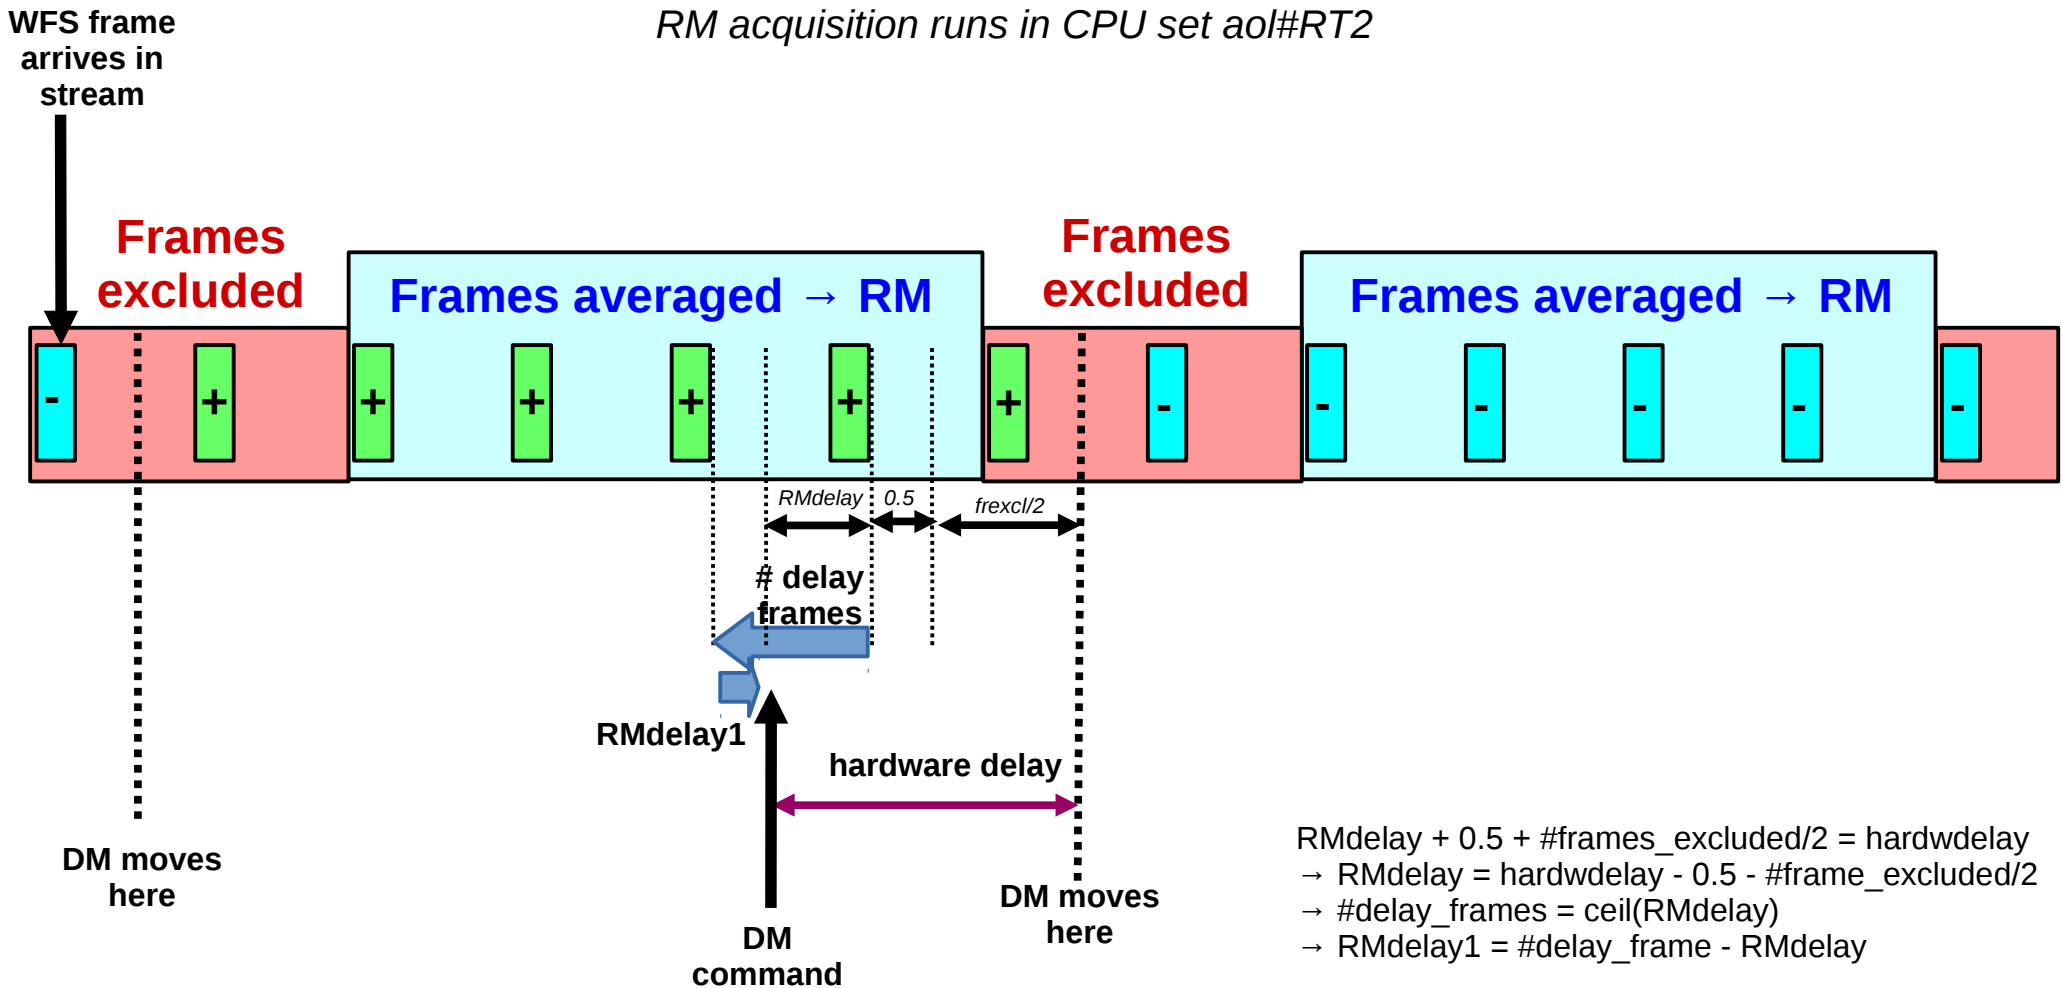 RM acquisition runs in CPU set aol#RT2
WFS frame
arrives in
stream
Frames
excluded
Frames averaged → RM
Frames
excluded
Frames averaged → RM
-
+
+
+
+
+
+
-
-
-
-
-
-
RMdelay
0.5
frexcl/2
# delay
frames
RMdelay1
hardware delay
DM moves
here
DM
command
DM moves
here
RMdelay + 0.5 + #frames_excluded/2 = hardwdelay
→ RMdelay = hardwdelay - 0.5 - #frame_excluded/2
→ #delay_frames = ceil(RMdelay)
→ RMdelay1 = #delay_frame - RMdelay